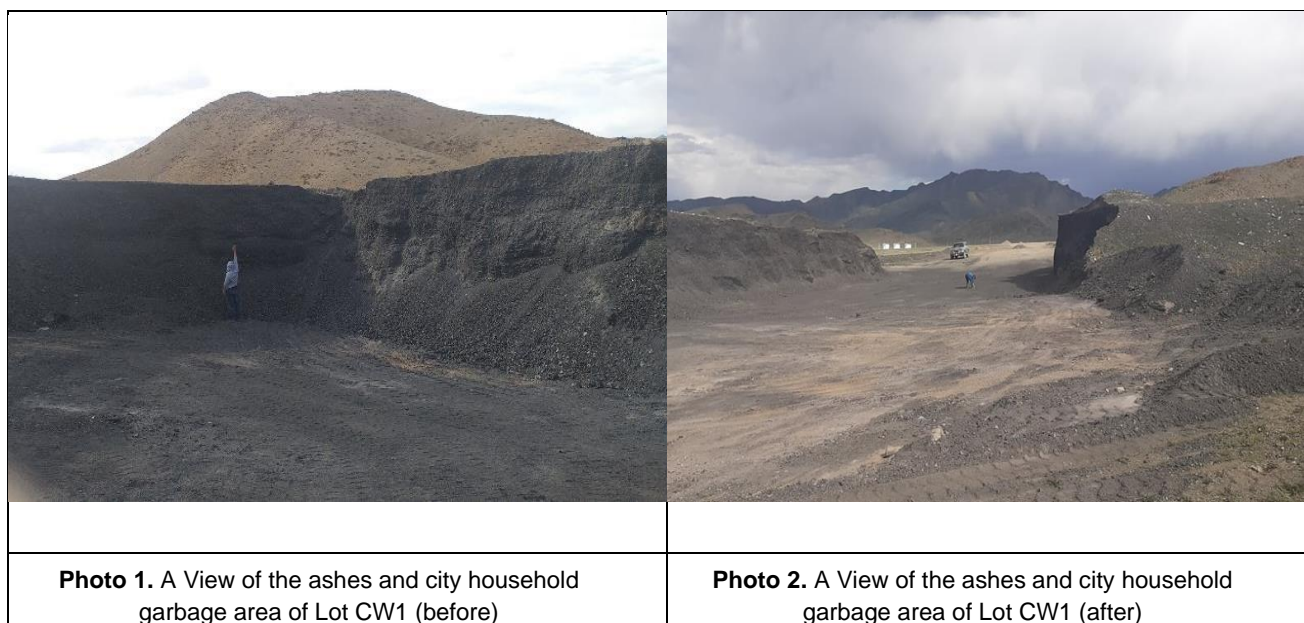 Photo 1. A View of the ashes and city household
garbage area of Lot CW1 (before)
Photo 2. A View of the ashes and city household
garbage area of Lot CW1 (after)